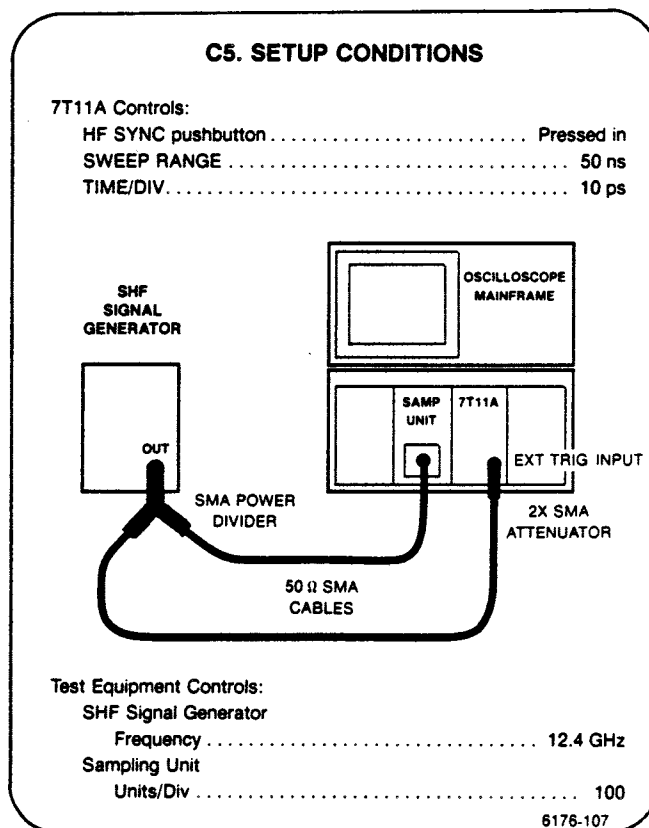 C5. SETUP CONDITIONS
7T11A Controls:
HF SYNC pushbutton . . . . . . . . . . . . . . . . . . . . . . . . . . . . Pressed in
SWEEP RANGE . . . . . . . . . . . . . . . . . . . . . . . . . . . . . . . . . . . . . 50 ns
TIME/DIV. . . . . . . . . . . . . . . . . . . . . . . . . . . . . . . . . . . . . . . . . . . 10 ps
SHF
SIGNAL
GENERATOR
OSCILLOSCOPE
MAINFRAME
SAMP
UNIT
7T11A
OUT
EXT TRIG INPUT
SMA POWER
DIVIDER
2X SMA
ATTENUATOR
50 Ω SMA
CABLES
Test Equipment Controls:
SHF Signal Generator
Frequency . . . . . . . . . . . . . . . . . . . . . . . . . . . . . . . . . 12.4 GHz
Sampling Unit
Units/Div . . . . . . . . . . . . . . . . . . . . . . . . . . . . . . . . . . . . . . . . 100
6176-107